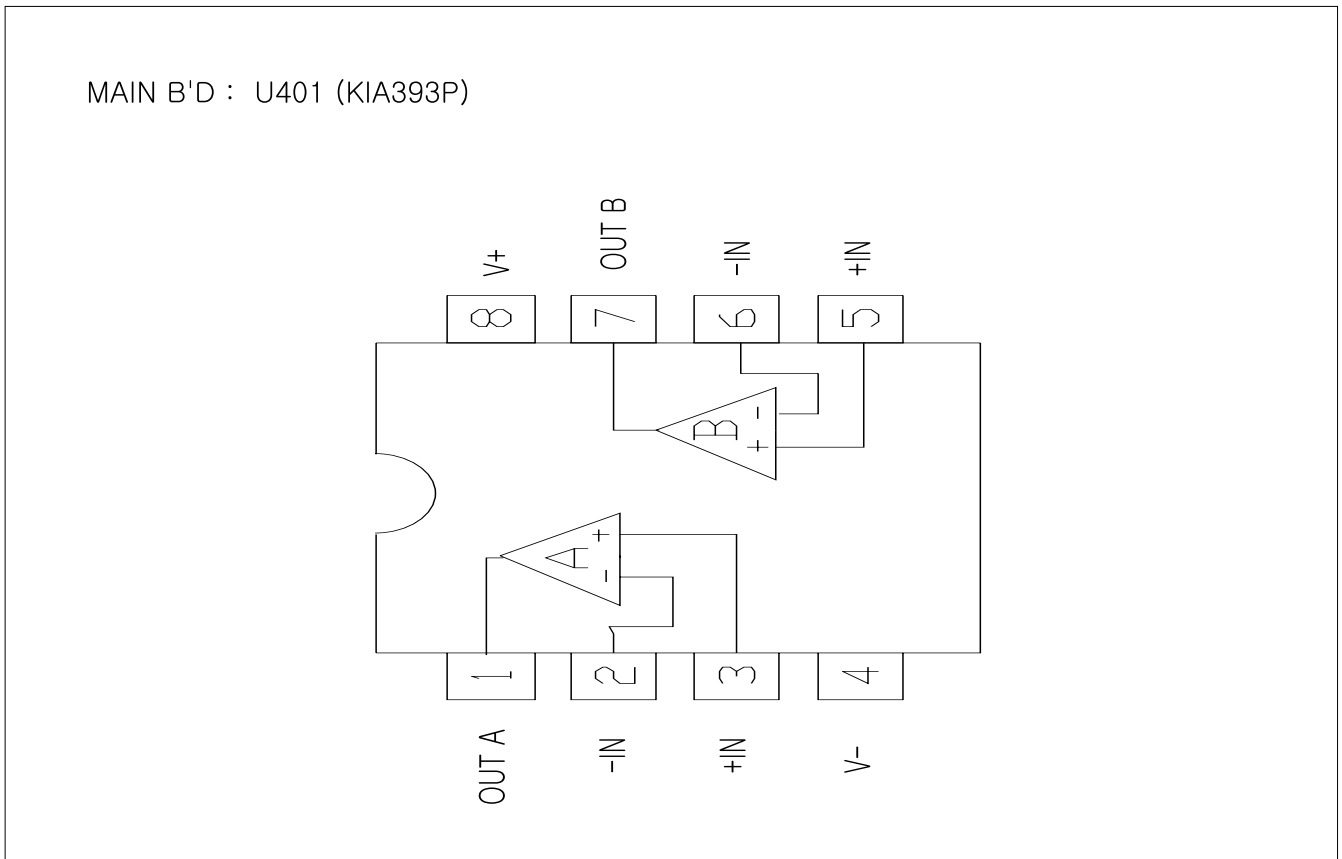 MAIN B'D : U401 (KIA393P)
V+
OUT B
-IN
+IN
8
7
6
5
B
-
+
A
+
-
1
2
3
4
OUT A
-IN
+IN
V-